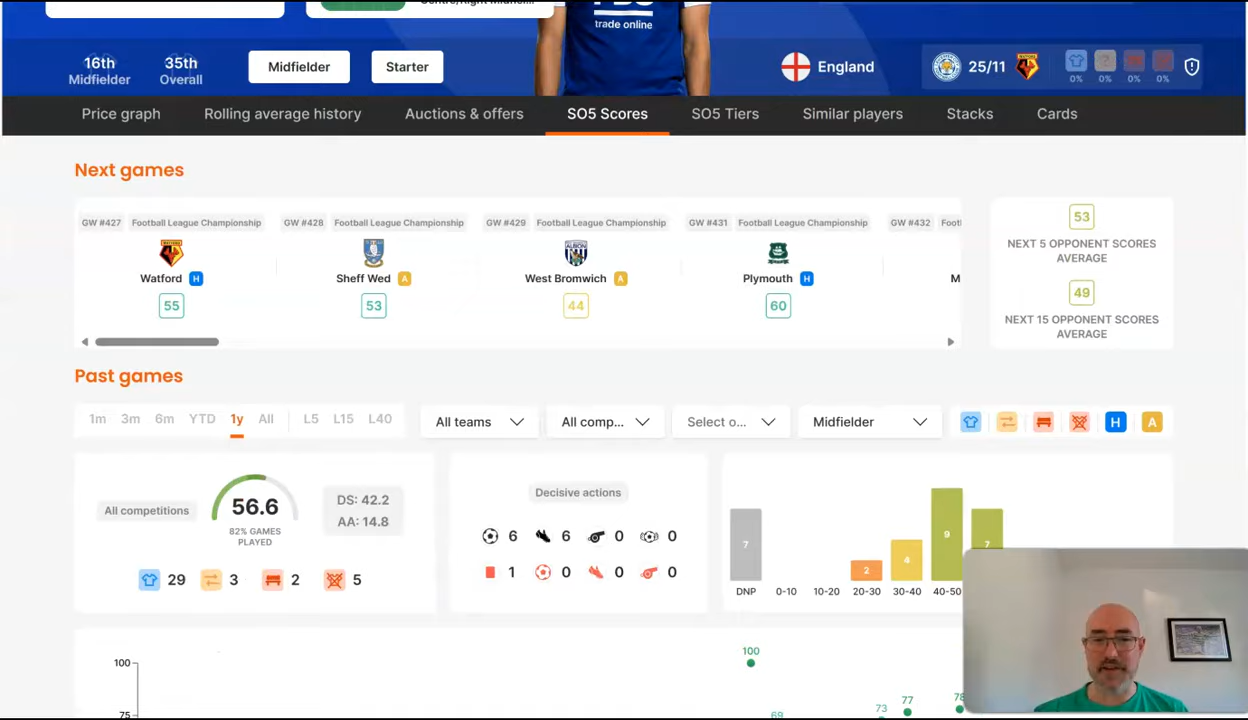 trade online
16th
Midfielder
35th
Overall
Midfielder
Starter
England
25/11
0% 0% 0% 0%
Price graph Rolling average history Auctions & offers SO5 Scores SO5 Tiers Similar players Stacks Cards
Next games
GW #427 Football League Championship GW #428 Football League Championship GW #429 Football League Championship GW #431 Football League Championship GW #432
Watford H Sheff Wed A West Bromwich A Plymouth H M
55 53 44 60
53
NEXT 5 OPPONENT SCORES
AVERAGE
49
NEXT 15 OPPONENT SCORES
AVERAGE
Past games
1m 3m 6m YTD 1y All L5 L15 L40
All teams All comp... Select o... Midfielder H A
All competitions
56.6
82% GAMES
PLAYED
DS: 42.2
AA: 14.8
29 3 2 5
Decisive actions
6 6 0 0
1 0 0 0
7 2 4 9 7
DNP 0-10 10-20 20-30 30-40 40-50
100
100
75
69 73 77 78